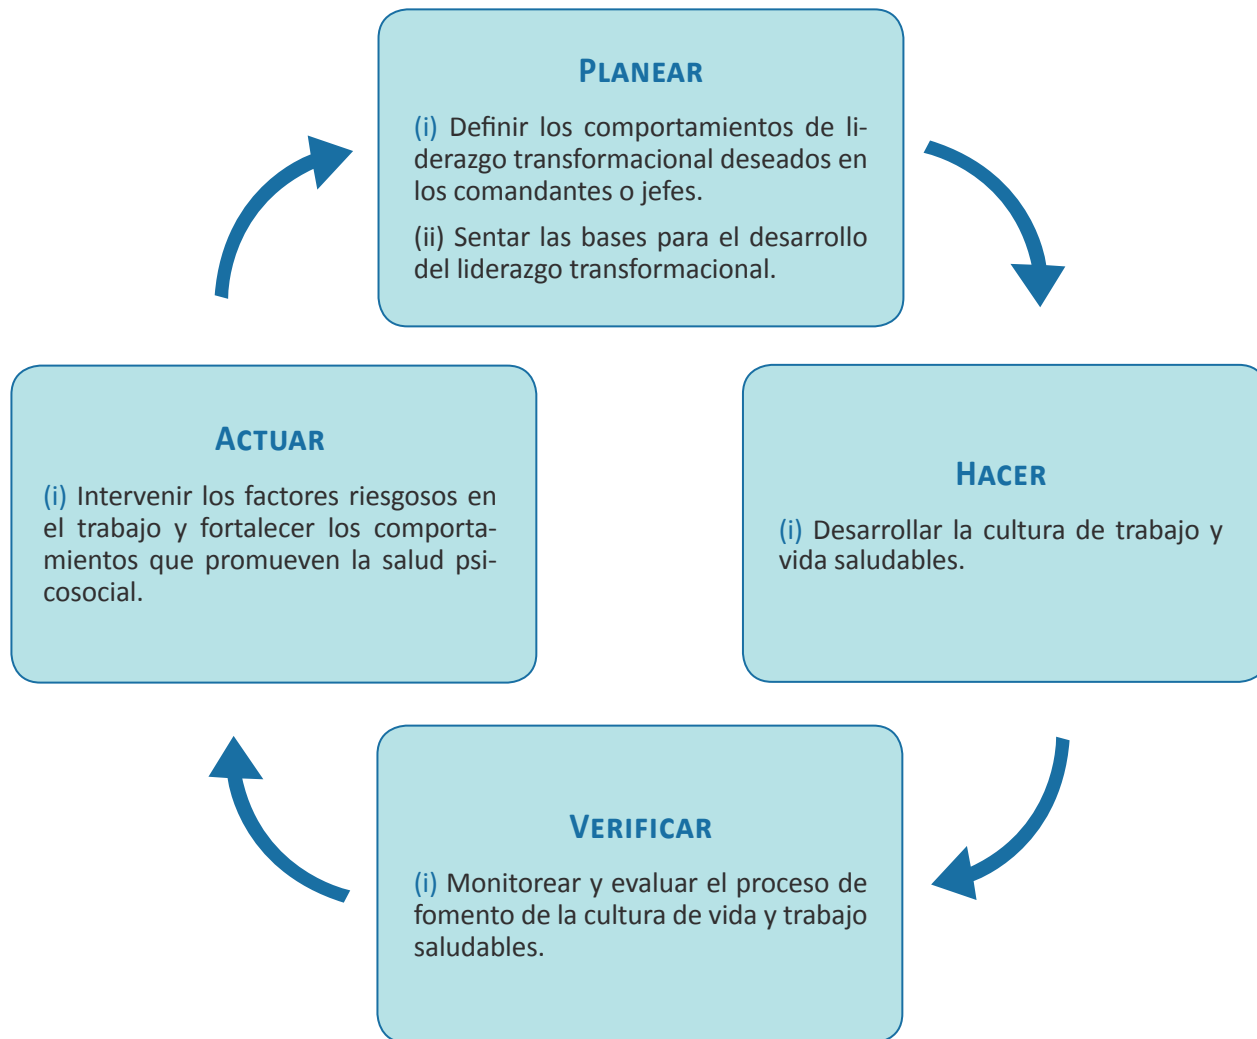 PLANEAR
(i) Definir los comportamientos de li-
derazgo transformacional deseados en
los comandantes o jefes.
(ii) Sentar las bases para el desarrollo
del liderazgo transformacional.
ACTUAR
(i) Intervenir los factores riesgosos en
el trabajo y fortalecer los comporta-
mientos que promueven la salud psi-
cosocial.
HACER
(i) Desarrollar la cultura de trabajo y
vida saludables.
VERIFICAR
(i) Monitorear y evaluar el proceso de
fomento de la cultura de vida y trabajo
saludables.